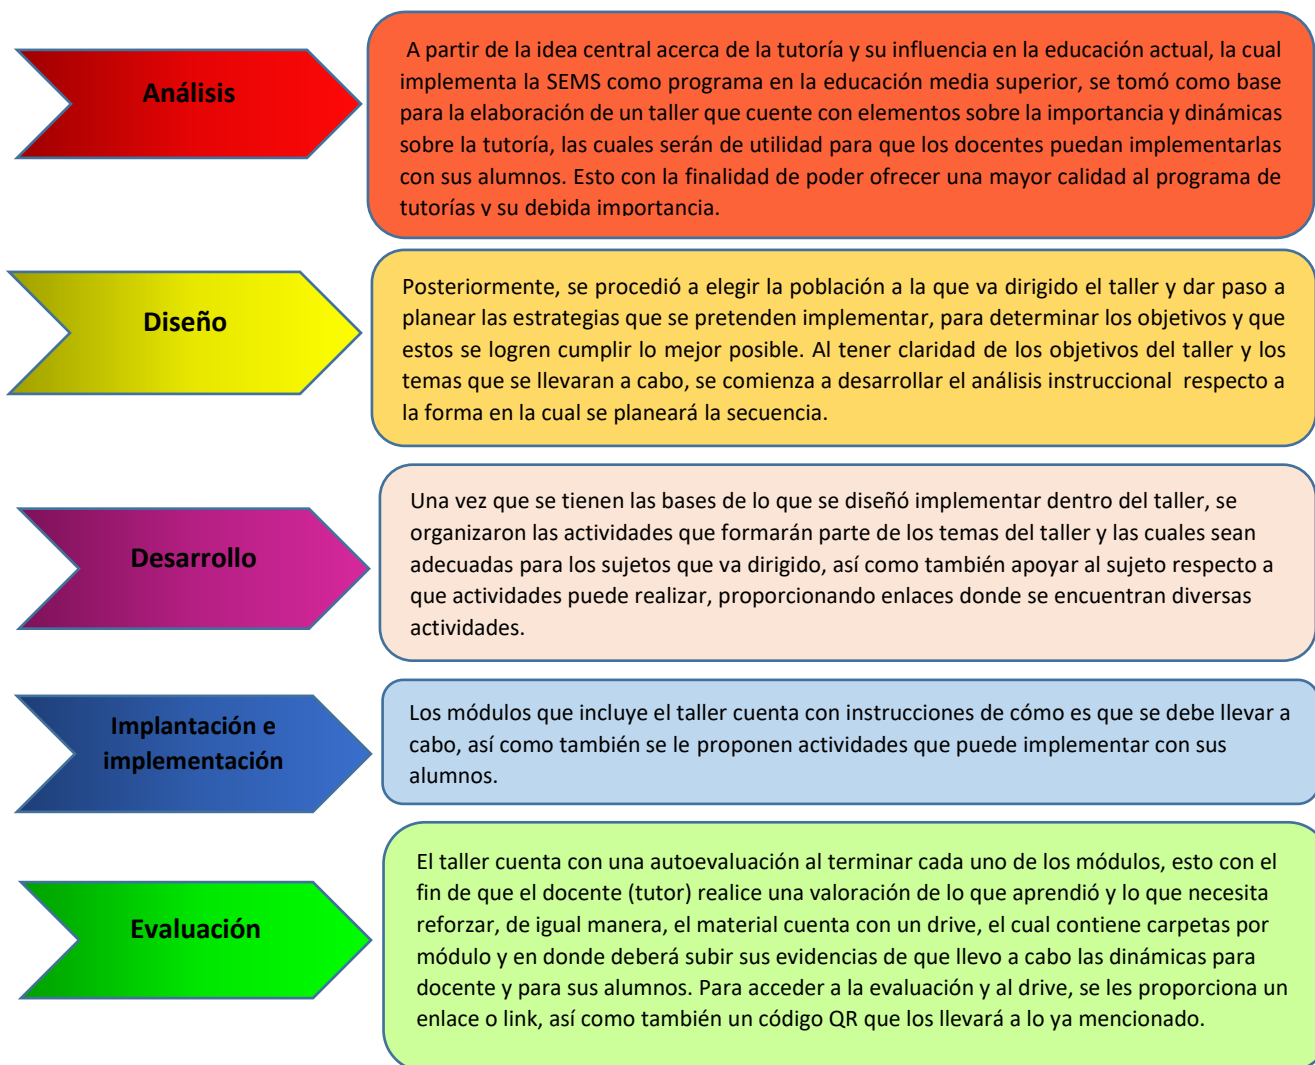 Análisis
A partir de la idea central acerca de la tutoría y su influencia en la educación actual, la cual
implementa la SEMS como programa en la educación media superior, se tomó como base
para la elaboración de un taller que cuente con elementos sobre la importancia y dinámicas
sobre la tutoría, las cuales serán de utilidad para que los docentes puedan implementarlas
con sus alumnos. Esto con la finalidad de poder ofrecer una mayor calidad al programa de
tutorías y su debida importancia.
Diseño
Posteriormente, se procedió a elegir la población a la que va dirigido el taller y dar paso a
planear las estrategias que se pretenden implementar, para determinar los objetivos y que
estos se logren cumplir lo mejor posible. Al tener claridad de los objetivos del taller y los
temas que se llevaran a cabo, se comienza a desarrollar el análisis instruccional respecto a
la forma en la cual se planeará la secuencia.
Desarrollo
Una vez que se tienen las bases de lo que se diseñó implementar dentro del taller, se
organizaron las actividades que formarán parte de los temas del taller y las cuales sean
adecuadas para los sujetos que va dirigido, así como también apoyar al sujeto respecto a
que actividades puede realizar, proporcionando enlaces donde se encuentran diversas
actividades.
Implantación e
implementación
Los módulos que incluye el taller cuenta con instrucciones de cómo es que se debe llevar a
cabo, así como también se le proponen actividades que puede implementar con sus
alumnos.
Evaluación
El taller cuenta con una autoevaluación al terminar cada uno de los módulos, esto con el
fin de que el docente (tutor) realice una valoración de lo que aprendió y lo que necesita
reforzar, de igual manera, el material cuenta con un drive, el cual contiene carpetas por
módulo y en donde deberá subir sus evidencias de que llevo a cabo las dinámicas para
docente y para sus alumnos. Para acceder a la evaluación y al drive, se les proporciona un
enlace o link, así como también un código QR que los llevará a lo ya mencionado.